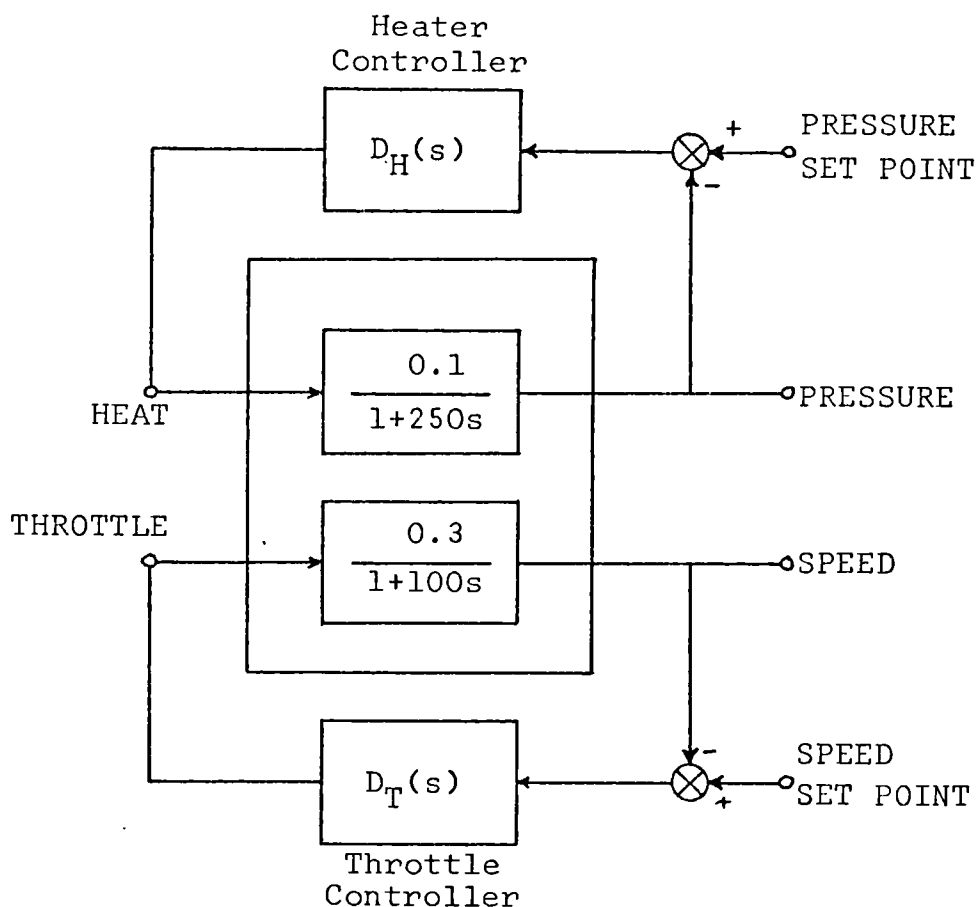 Heater
Controller
D_H(s)
+
PRESSURE
SET POINT
-
0.1
1+250s
HEAT
PRESSURE
THROTTLE
0.3
1+100s
SPEED
D_T(s)
-
+
SPEED
SET POINT
Throttle
Controller